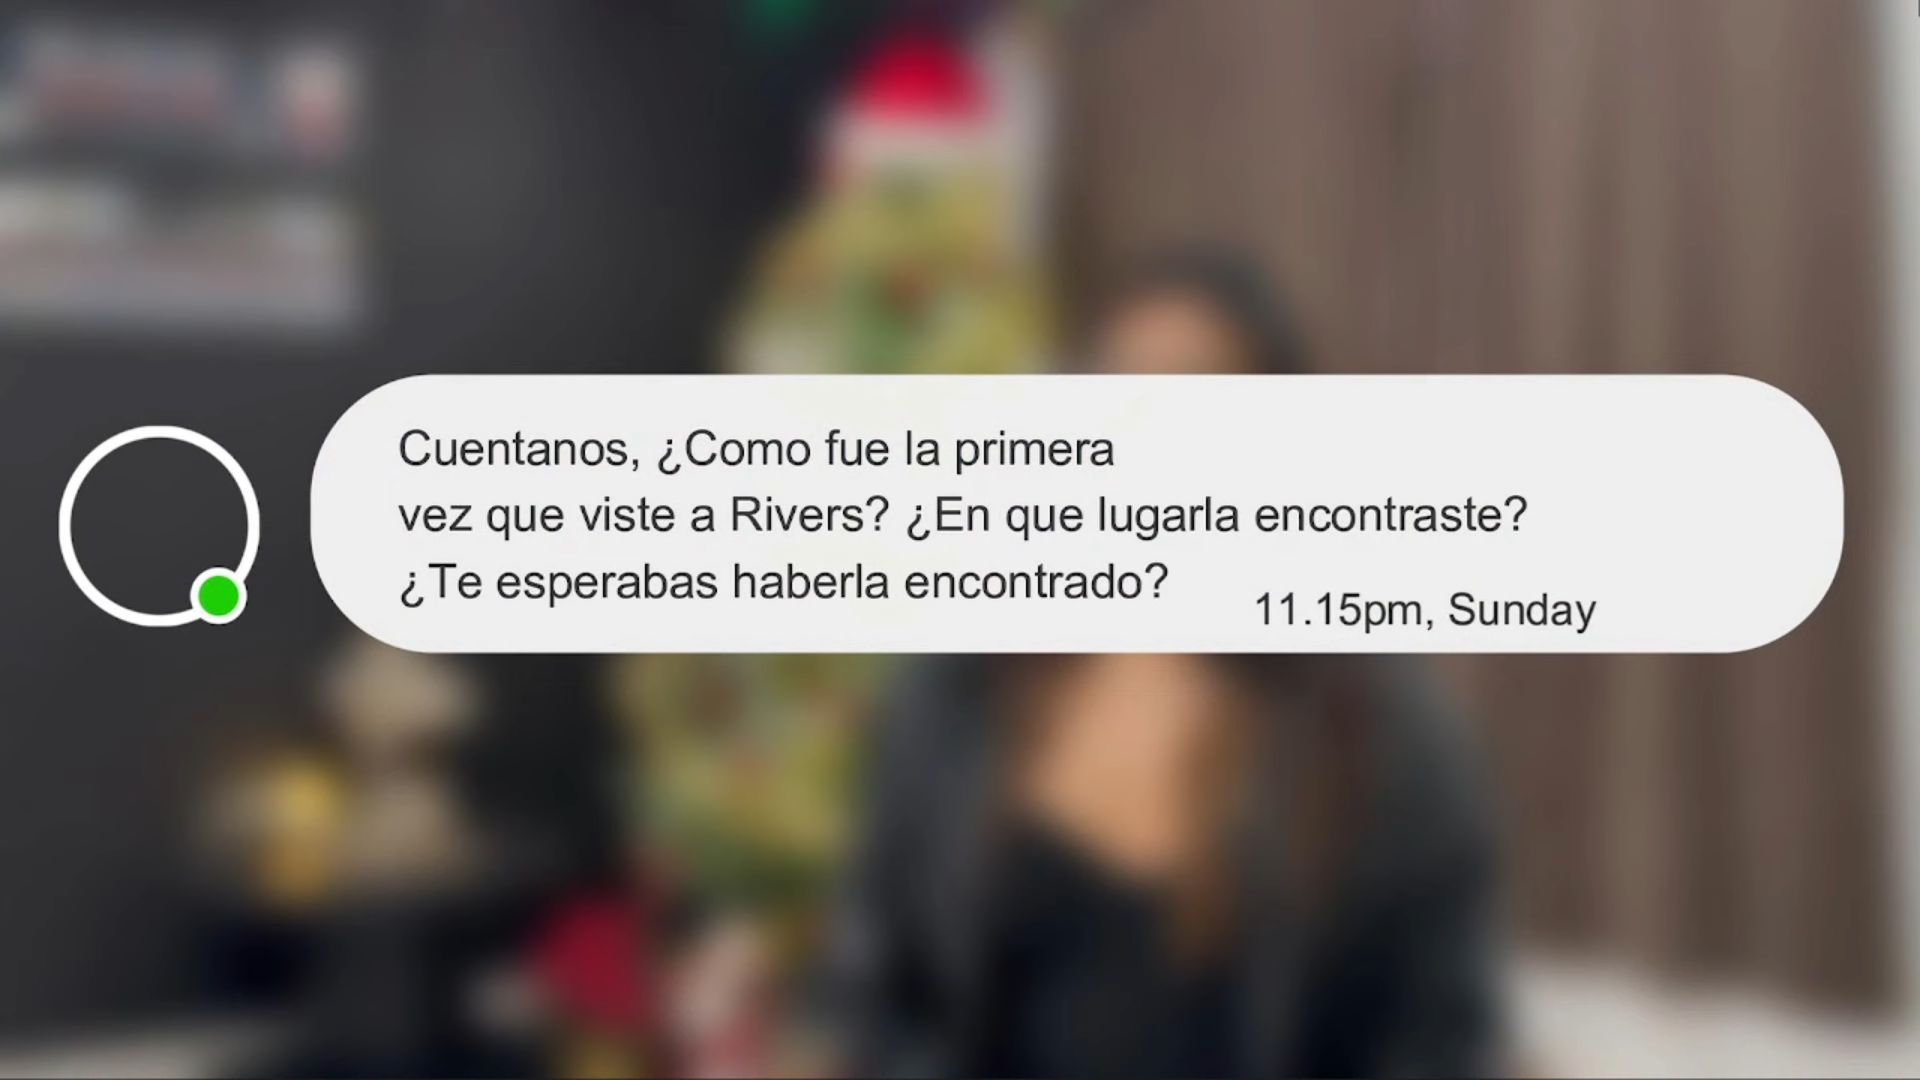 Cuentanos, ¿Como fue la primera
vez que viste a Rivers? ¿En que lugarla encontraste?
¿Te esperabas haberla encontrado?
11.15pm, Sunday